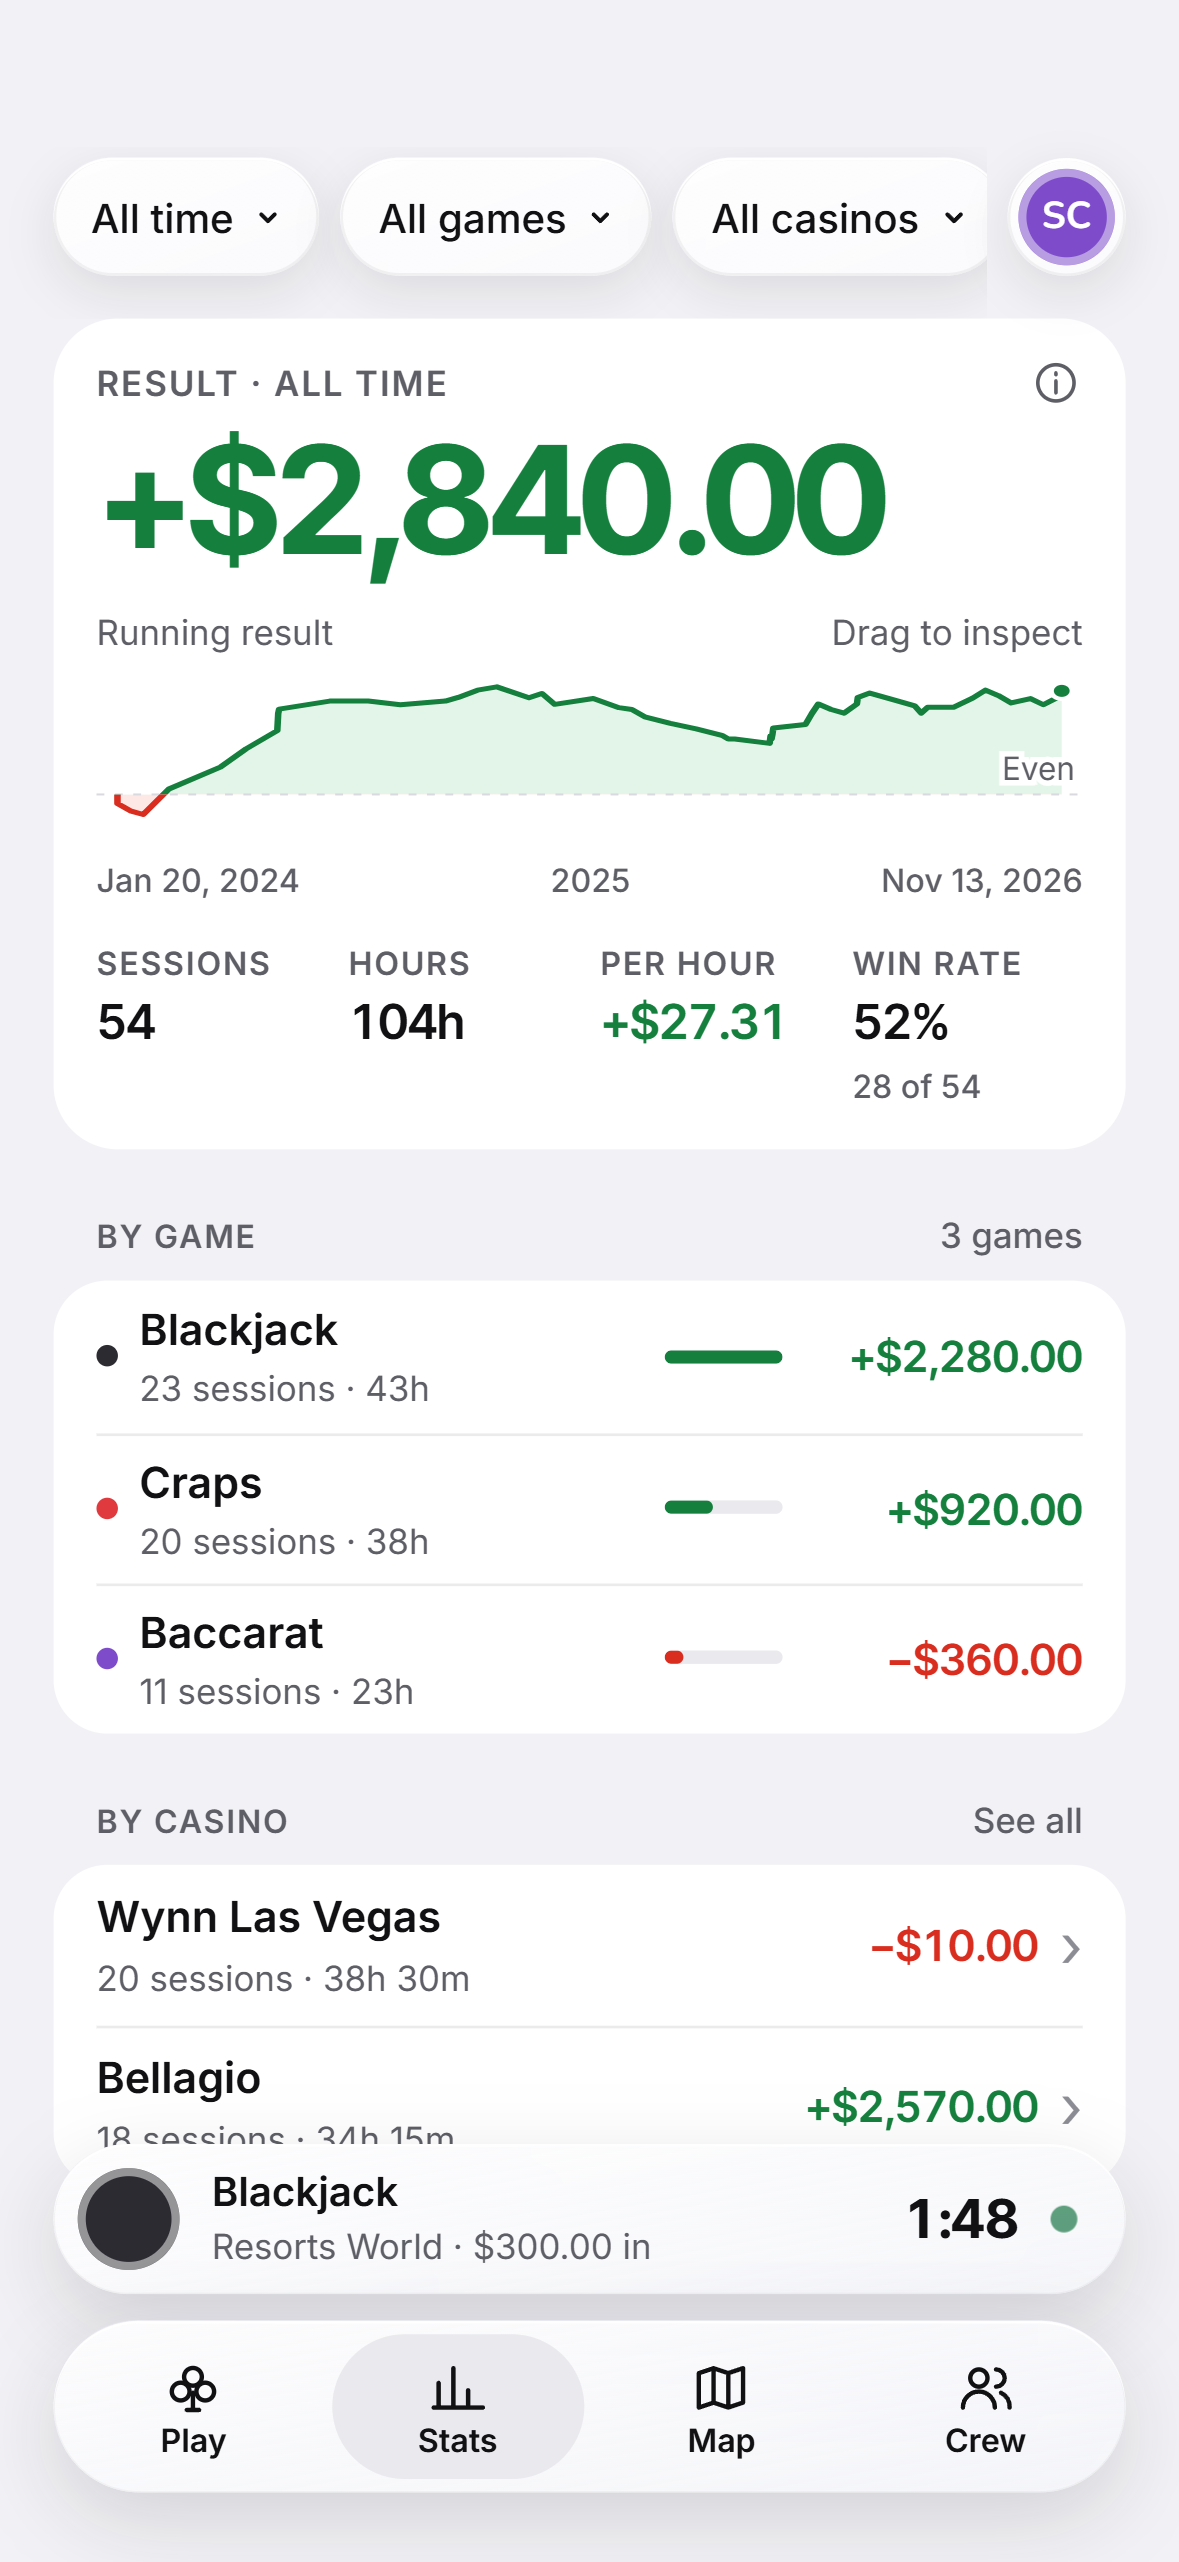 All time
All games
All casinos
SC
RESULT · ALL TIME
+$2,840.00
Running result
Drag to inspect
Even
Jan 20, 2024
2025
Nov 13, 2026
SESSIONS
HOURS
PER HOUR
WIN RATE
54
104h
+$27.31
52%
28 of 54
BY GAME
3 games
Blackjack
23 sessions · 43h
+$2,280.00
Craps
20 sessions · 38h
+$920.00
Baccarat
11 sessions · 23h
−$360.00
BY CASINO
See all
Wynn Las Vegas
20 sessions · 38h 30m
−$10.00
Bellagio
18 sessions · 34h 15m
+$2,570.00
Blackjack
Resorts World · $300.00 in
1:48
Play
Stats
Map
Crew